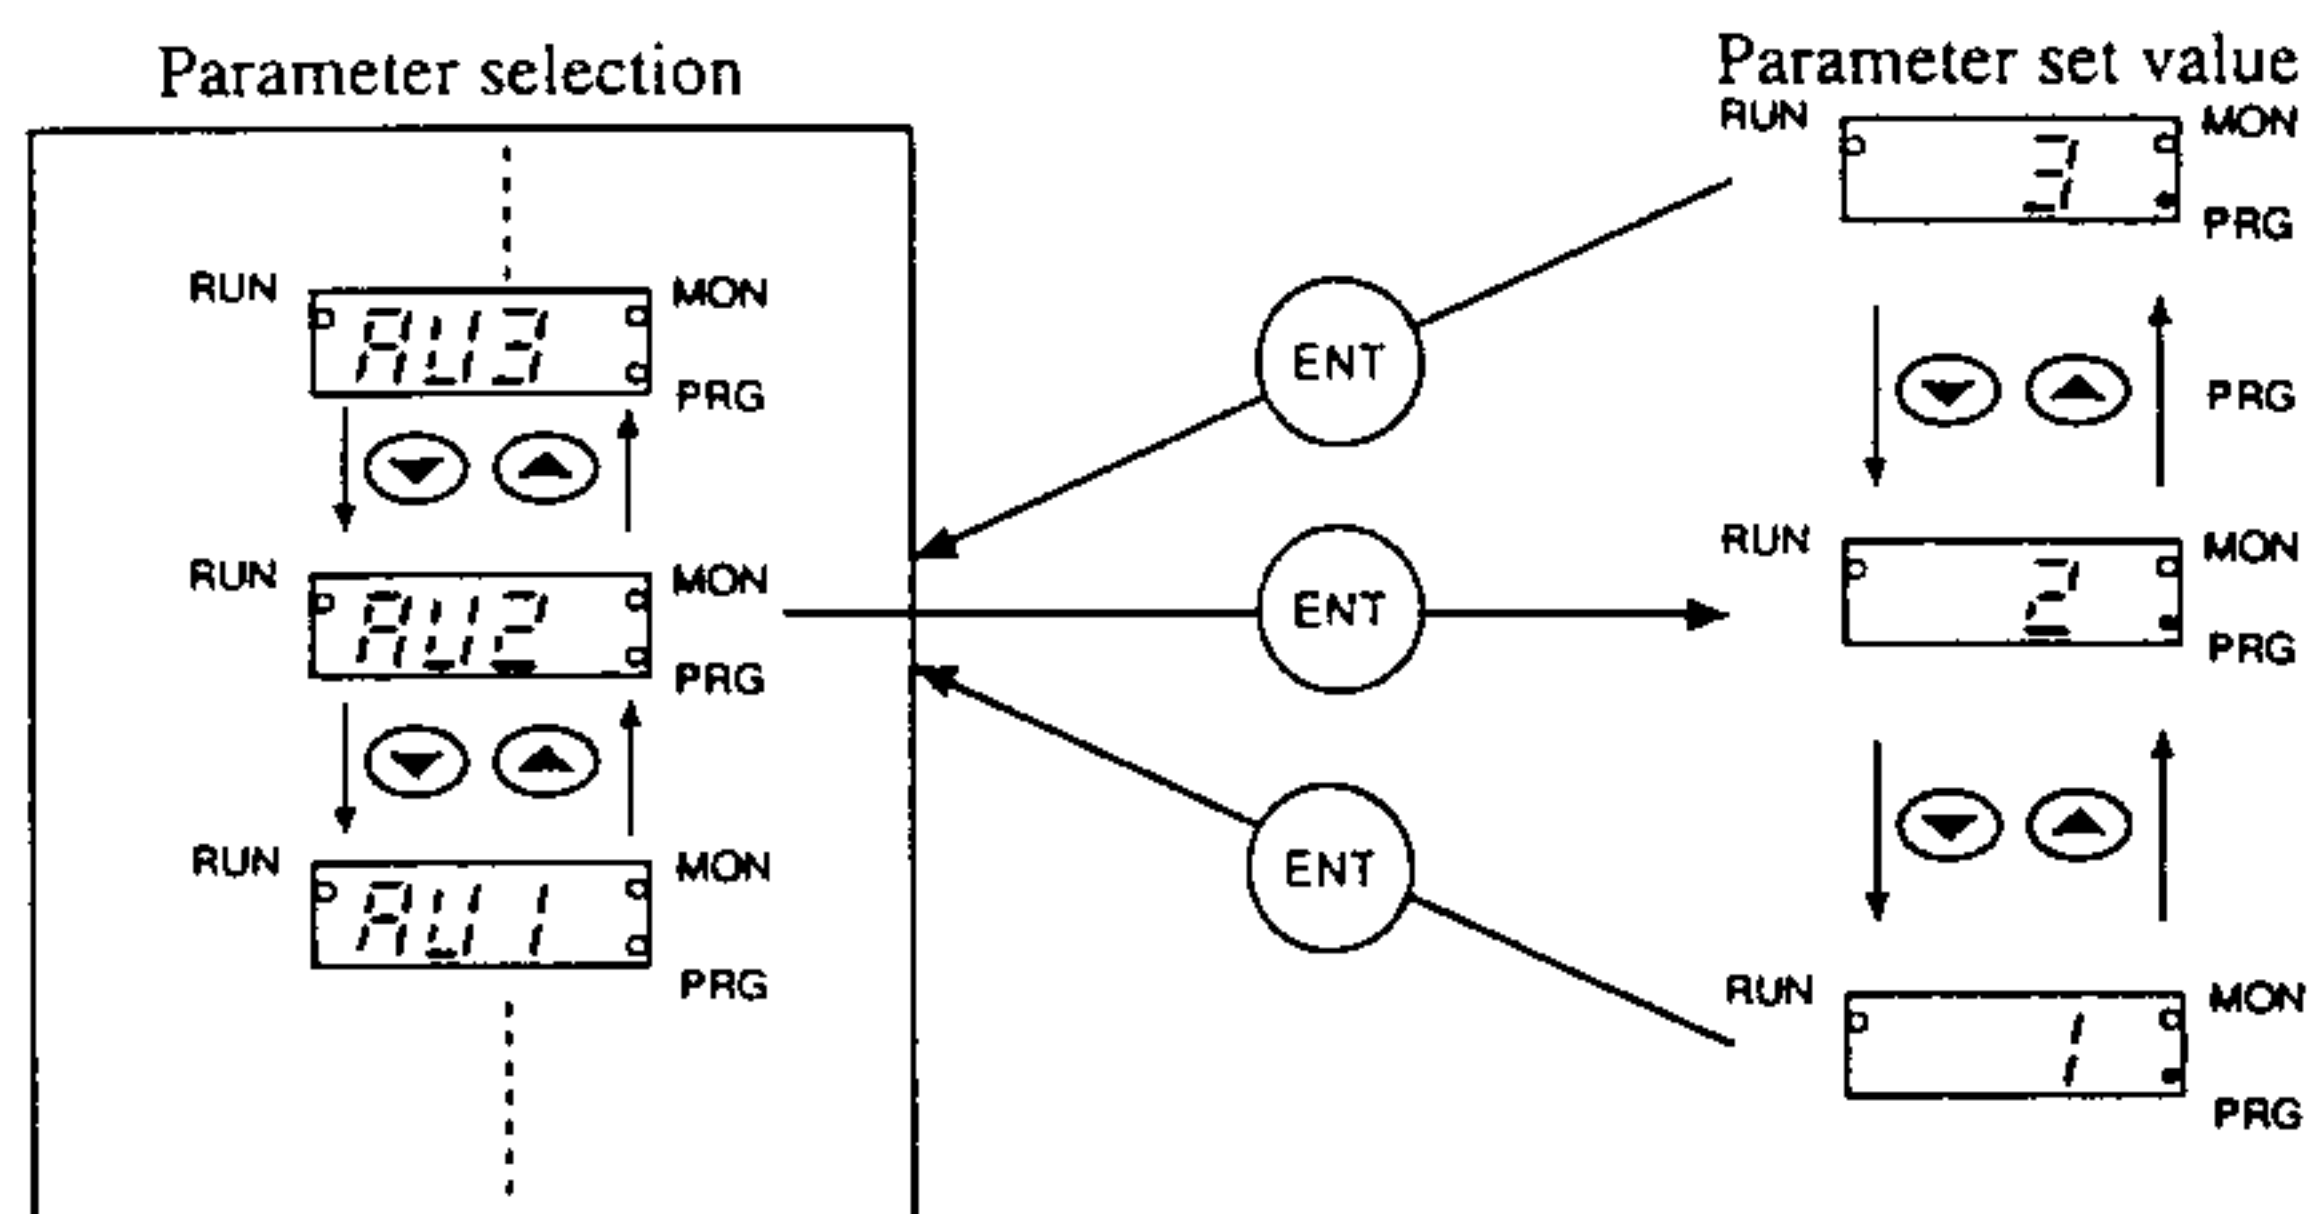 Parameter selection
Parameter set value
RUN 3 MON
PRG
RUN AU3 MON
PRG
ENT
PRG
RUN AU2 MON
PRG
ENT
RUN 2 MON
PRG
RUN AU1 MON
PRG
ENT
RUN 1 MON
PRG